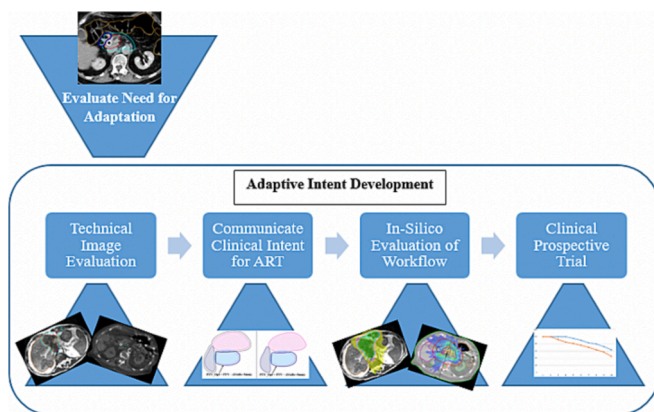 Evaluate Need for
Adaptation
Adaptive Intent Development
Technical
Image
Evaluation
Communicate
Clinical Intent
for ART
In-Silico
Evaluation of
Workflow
Clinical
Prospective
Trial